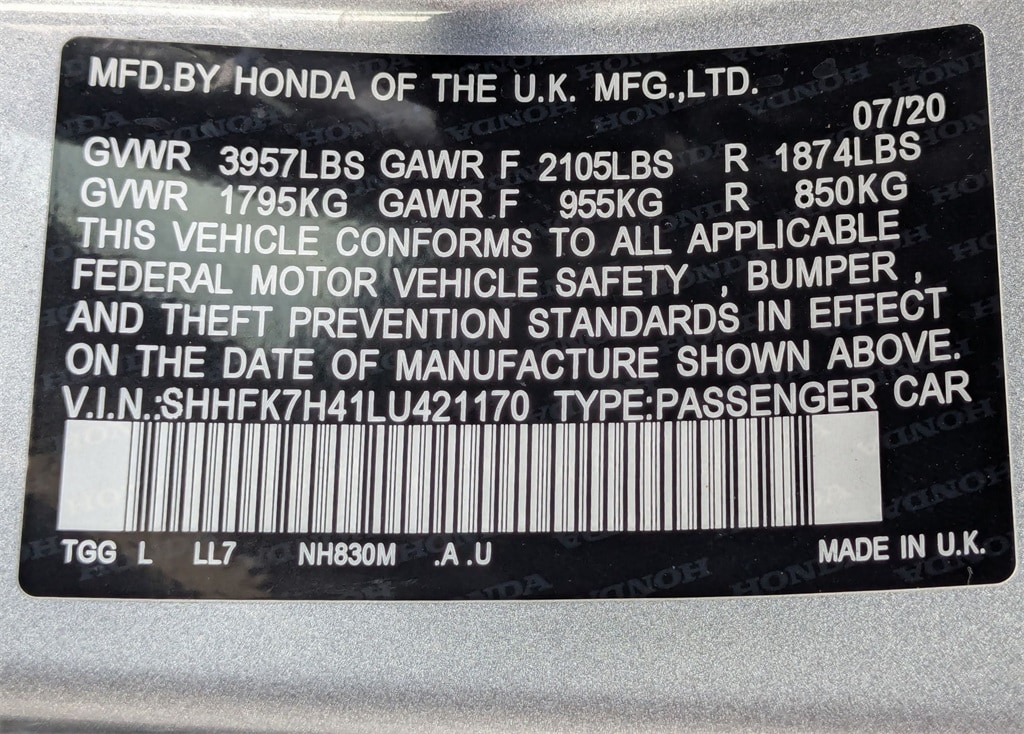 MFD.BY HONDA OF THE U.K. MFG.,LTD.
07/'20
GVWR 3957LBS GAWR F 2105LBS R 1874LBS
GVWR 1795KG GAWR F 955KG R 850KG
THIS VEHICLE CONFORMS TO ALL APPLICABLE
FEDERAL MOTOR VEHICLE SAFETY , BUMPER ,
AND THEFT PREVENTION STANDARDS IN EFFECT
ON THE DATE OF MANUFACTURE SHOWN ABOVE.
V.I.N.:SHHFK7H41LU421170 TYPE:PASSENGER CAR
TGG L LL7 NH830M .A .U MADE IN U.K.